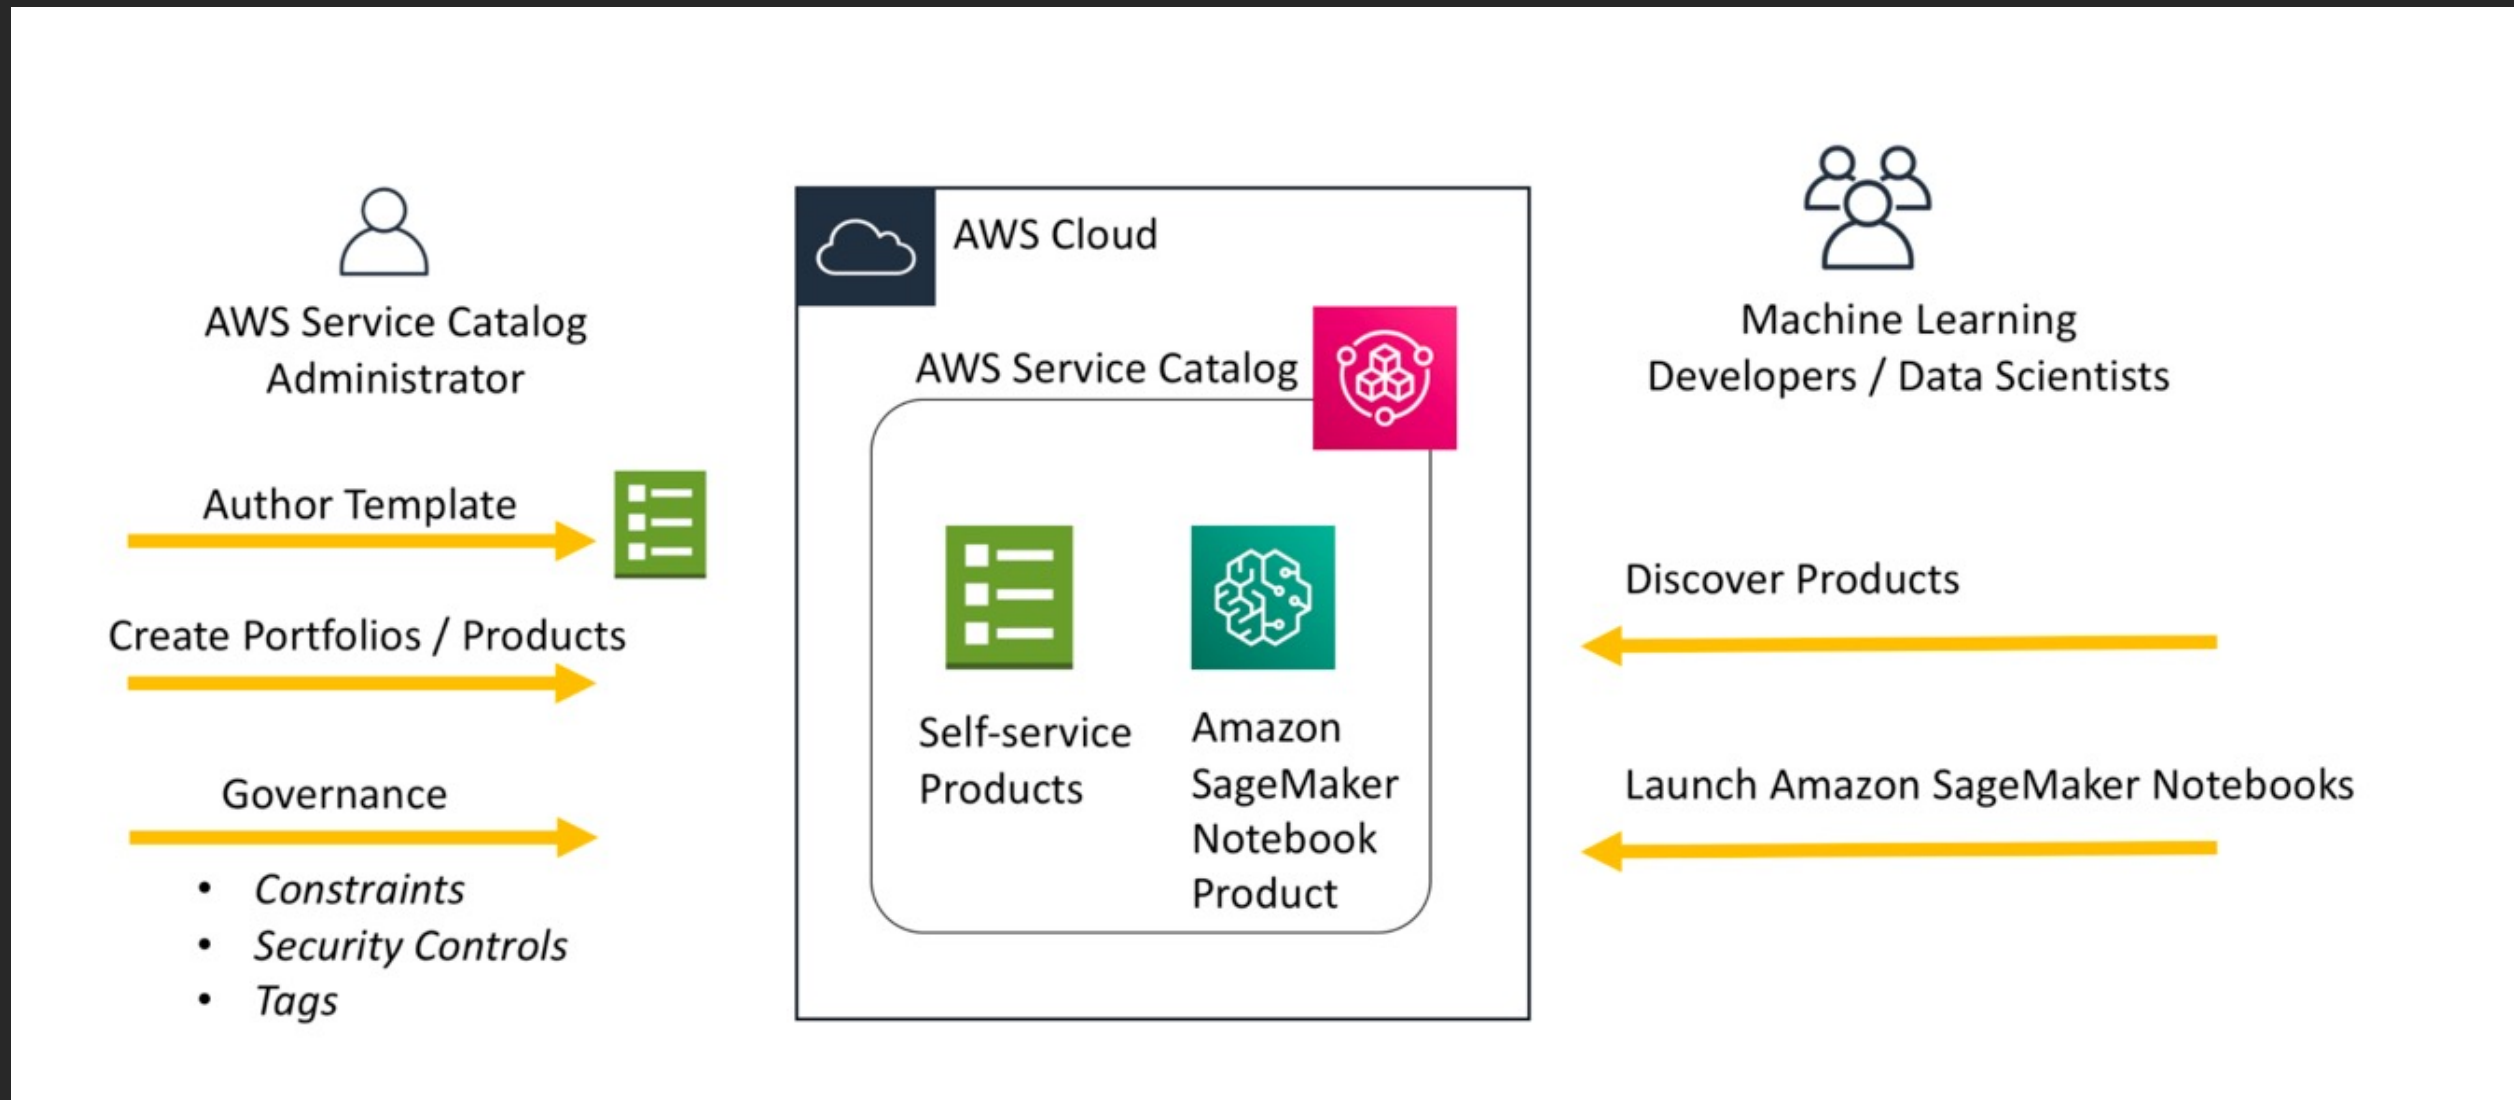 AWS Service Catalog
Administrator
Author Template
Create Portfolios / Products
Governance
• Constraints
• Security Controls
• Tags
AWS Cloud
AWS Service Catalog
Self-service
Products
Amazon
SageMaker
Notebook
Product
Machine Learning
Developers / Data Scientists
Discover Products
Launch Amazon SageMaker Notebooks